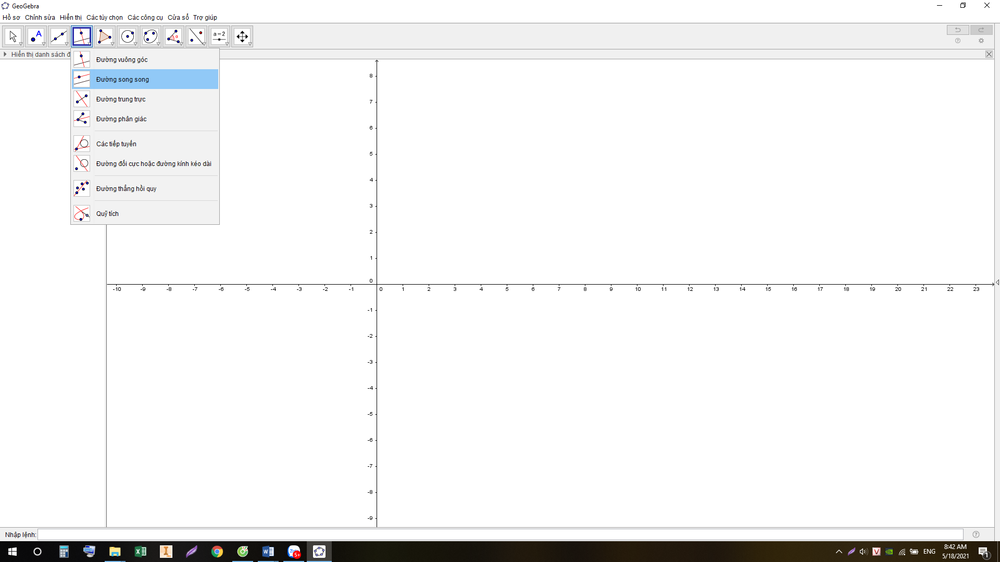 GeoGebra
Hồ sơ Chỉnh sửa Hiển thị Các tùy chọn Các công cụ Cửa sổ Trợ giúp
A α a = 2
Hiển thị danh sách đ
Đường vuông góc
Đường song song
Đường trung trực
Đường phân giác
Các tiếp tuyến
Đường đối cực hoặc đường kính kéo dài
Đường thẳng hồi quy
Quỹ tích
8
7
6
5
4
3
2
1
0
-10 -9 -8 -7 -6 -5 -4 -3 -2 -1 0 1 2 3 4 5 6 7 8 9 10 11 12 13 14 15 16 17 18 19 20 21 22 23
-1
-2
-3
-4
-5
-6
-7
-8
-9
Nhập lệnh:
5+
ENG
8:42 AM
5/18/2021
1